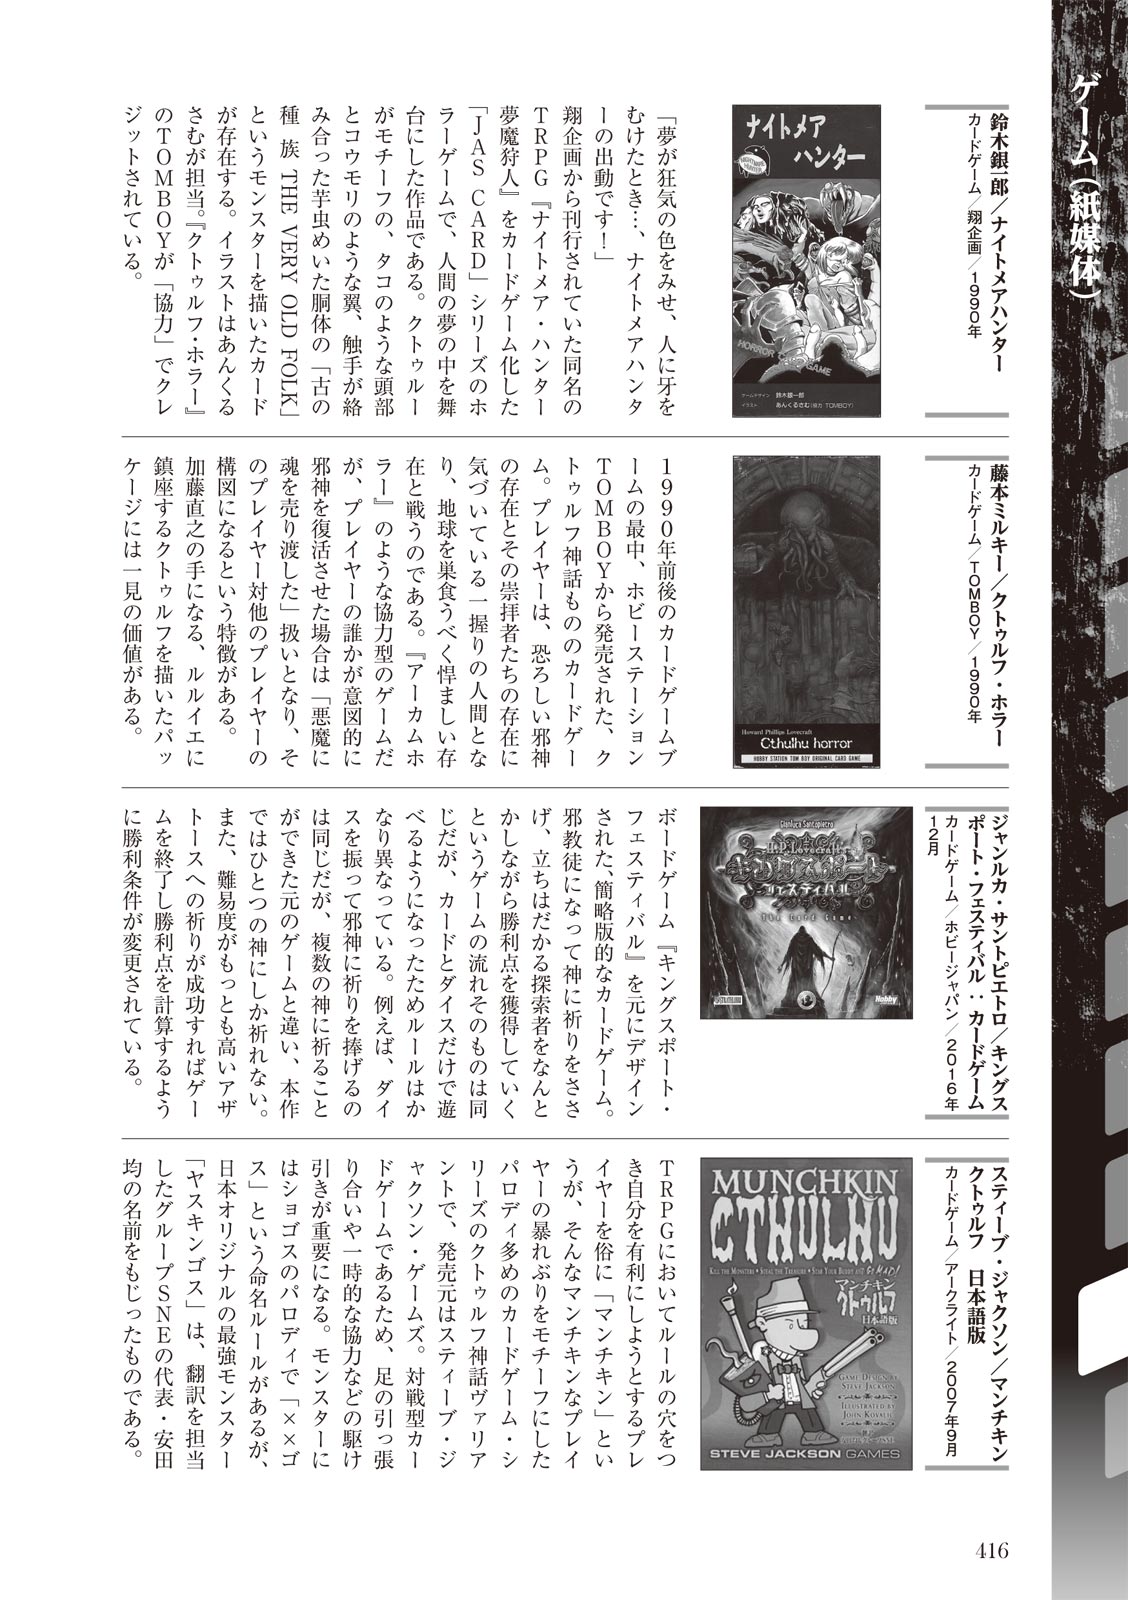 ゲーム(紙媒体)
鈴木銀一郎/ナイトメアハンター
カードゲーム/翔企画/1990年
ナイトメア
ハンター
ゲームデザイン 鈴木銀一郎
イラスト あんくるさむ(協力 TOMBOY)
「夢が狂気の色をみせ、人に牙を
むけたとき…、ナイトメアハンタ
ーの出動です!」
翔企画から刊行されていた同名の
TRPG『ナイトメア・ハンター
夢魔狩人』をカードゲーム化した
「JAS CARD」シリーズのホ
ラーゲームで、人間の夢の中を舞
台にした作品である。クトゥルー
がモチーフの、タコのような頭部
とコウモリのような翼、触手が絡
み合った芋虫めいた胴体の「古の
種族 THE VERY OLD FOLK」
というモンスターを描いたカード
が存在する。イラストはあんくる
さむが担当。『クトゥルフ・ホラー』
のTOMBOYが「協力」でクレ
ジットされている。
藤本ミルキー/クトゥルフ・ホラー
カードゲーム/TOMBOY/1990年
Howard Phillips Lovecraft
Cthulhu horror
HOBBY STATION TOM BOY ORIGINAL CARD GAME
1990年前後のカードゲームブ
ームの最中、ホビーステーション
TOMBOYから発売された、ク
トゥルフ神話もののカードゲー
ム。プレイヤーは、恐ろしい邪神
の存在とその崇拝者たちの存在に
気づいている一握りの人間とな
り、地球を巣食うべく悍ましい存
在と戦うのである。『アーカムホ
ラー』のような協力型のゲームだ
が、プレイヤーの誰かが意図的に
邪神を復活させた場合は「悪魔に
魂を売り渡した」扱いとなり、そ
のプレイヤー対他のプレイヤーの
構図になるという特徴がある。
加藤直之の手になる、ルルイエに
鎮座するクトゥルフを描いたパッ
ケージには一見の価値がある。
ジャンルカ・サントピエトロ/キングス
ポート・フェスティバル:カードゲーム
カードゲーム/ホビージャパン/2016年
12月
Gianluca Santopietro
H.P. Lovecraft
キングスポート
フェスティバル
The Card Game
Hobby
ボードゲーム『キングスポート・
フェスティバル』を元にデザイン
された、簡略版的なカードゲーム。
邪教徒になって神に祈りをささ
げ、立ちはだかる探索者をなんと
かしながら勝利点を獲得していく
というゲームの流れそのものは同
じだが、カードとダイスだけで遊
べるようになったためルールはか
なり異なっている。例えば、ダイ
スを振って邪神に祈りを捧げるの
は同じだが、複数の神に祈ること
ができた元のゲームと違い、本作
ではひとつの神にしか祈れない。
また、難易度がもっとも高いアザ
トースへの祈りが成功すればゲー
ムを終了し勝利点を計算するよう
に勝利条件が変更されている。
スティーブ・ジャクソン/マンチキン
クトゥルフ 日本語版
カードゲーム/アークライト/2007年9月
MUNCHKIN
CTHULHU
KILL THE MONSTERS • STEAL THE TREASURE • STAB YOUR BUDDY AND GO MAD!
マンチキン
クトゥルフ
日本語版
GAME DESIGN BY
STEVE JACKSON
ILLUSTRATED BY
JOHN KOVALIC
STEVE JACKSON GAMES
TRPGにおいてルールの穴をつ
き自分を有利にしようとするプレ
イヤーを俗に「マンチキン」とい
うが、そんなマンチキンなプレイ
ヤーの暴れぶりをモチーフにした
パロディ多めのカードゲーム・シ
リーズのクトゥルフ神話ヴァリア
ントで、発売元はスティーブ・ジ
ャクソン・ゲームズ。対戦型カー
ドゲームであるため、足の引っ張
り合いや一時的な協力などの駆け
引きが重要になる。モンスターに
はショゴスのパロディで「××ゴ
ス」という命名ルールがあるが、
日本オリジナルの最強モンスター
「ヤスキンゴス」は、翻訳を担当
したグループSNEの代表・安田
均の名前をもじったものである。
416